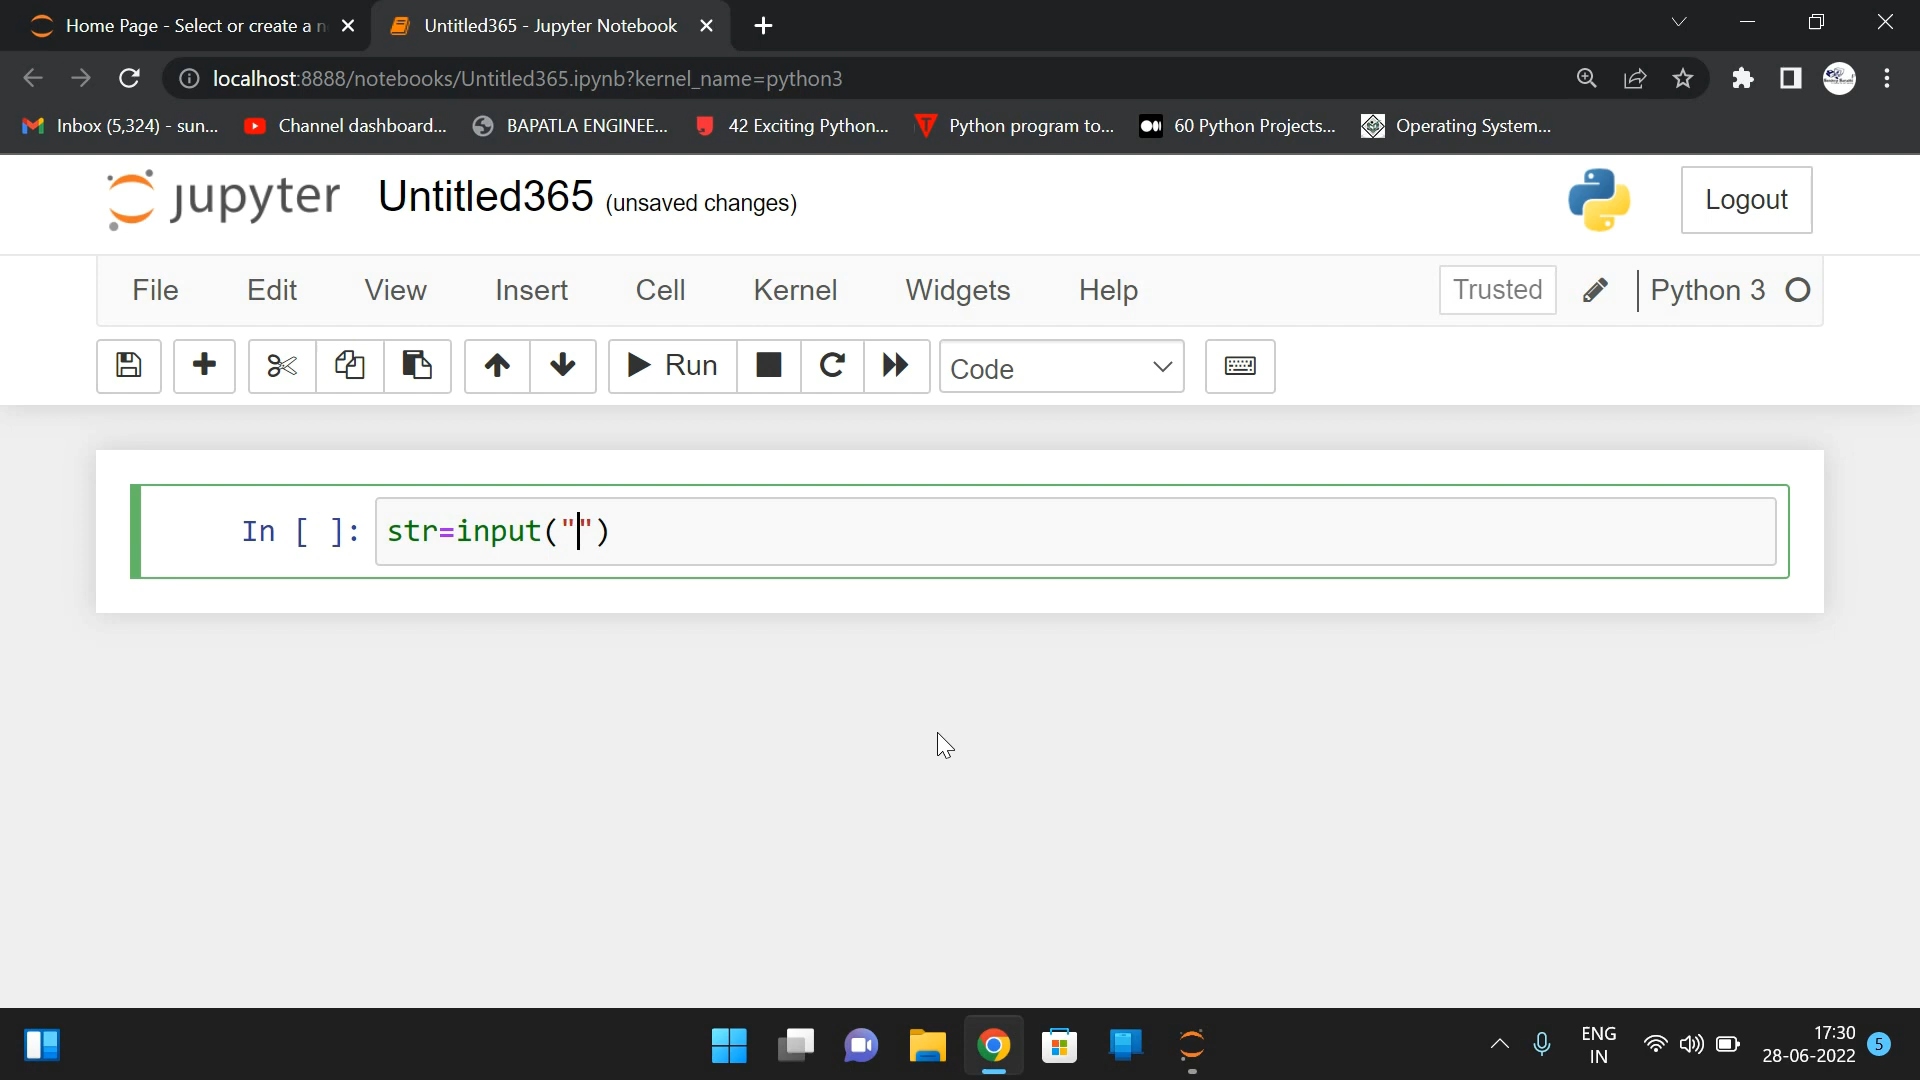 Home Page - Select or create a n
Untitled365 - Jupyter Notebook
localhost:8888/notebooks/Untitled365.ipynb?kernel_name=python3
Inbox (5,324) - sun...
Channel dashboard...
BAPATLA ENGINEE...
42 Exciting Python...
Python program to...
60 Python Projects...
Operating System...
jupyter Untitled365 (unsaved changes)
Logout
File Edit View Insert Cell Kernel Widgets Help
Trusted
Python 3
Run
Code
In [ ]: str=input("")
ENG
IN
17:30
28-06-2022
5